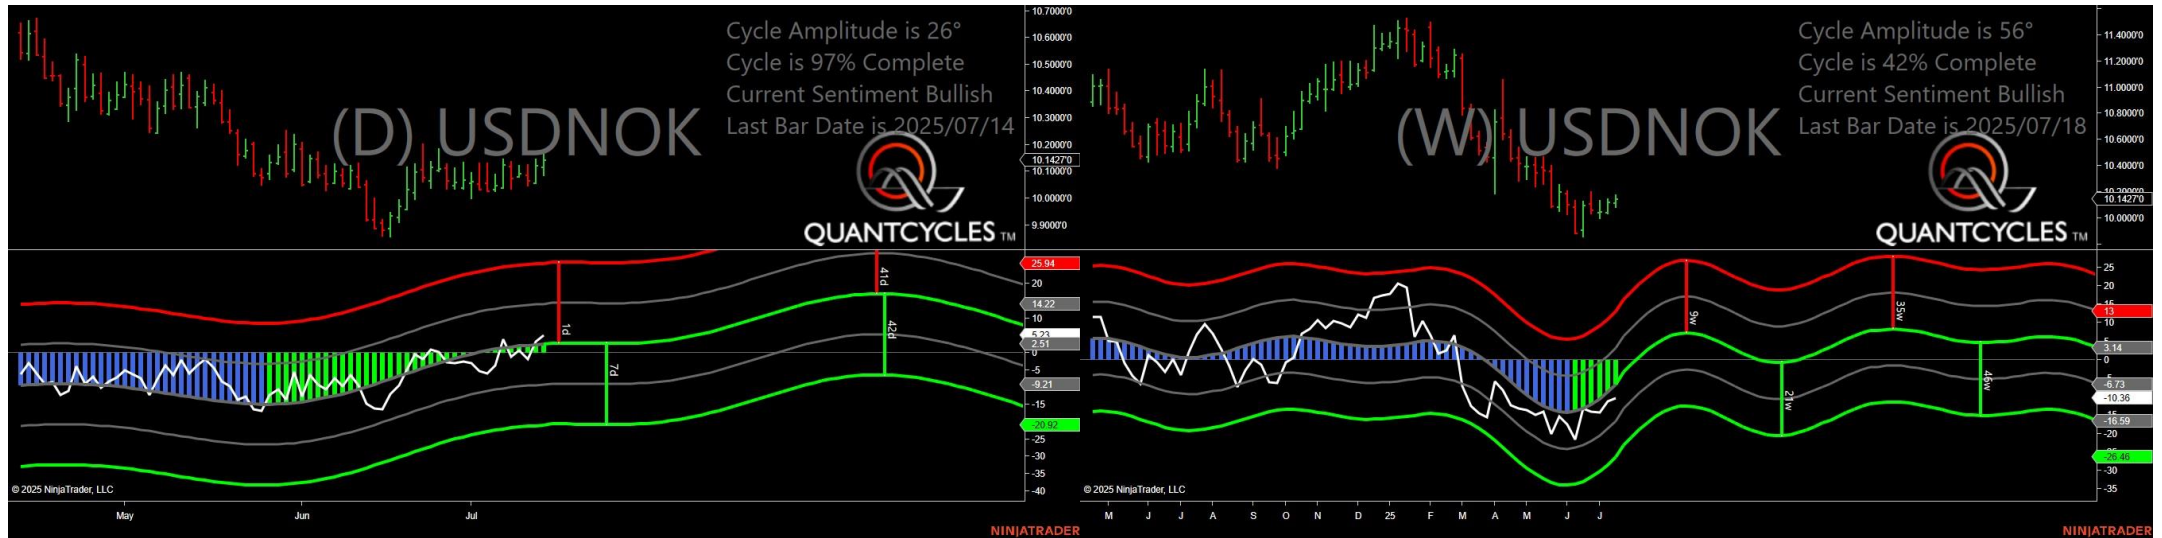 10.7000'0
10.6000'0
10.5000'0
10.4000'0
10.3000'0
10.2000'0
10.1427'0
10.1000'0
10.0000'0
9.9000'0
Cycle Amplitude is 26°
Cycle is 97% Complete
Current Sentiment Bullish
Last Bar Date is 2025/07/14
(D) USDNOK
QUANTCYCLES TM
25.94
20
14.22
10
5.23
2.51
0
-5
-9.21
-15
-20.92
-25
-30
-35
-40
1d
7d
41d
42d
© 2025 NinjaTrader, LLC
May Jun Jul
NINJATRADER
Cycle Amplitude is 56°
Cycle is 42% Complete
Current Sentiment Bullish
Last Bar Date is 2025/07/18
(W) USDNOK
QUANTCYCLES TM
11.4000'0
11.2000'0
11.0000'0
10.8000'0
10.6000'0
10.4000'0
10.2000'0
10.1427'0
10.0000'0
25
20
15
13
10
5
3.14
0
-6.73
-10.36
-15
-16.59
-20
-26.46
-30
-35
9w
21w
35w
46w
© 2025 NinjaTrader, LLC
M J J A S O N D 25 F M A M J J
NINJATRADER